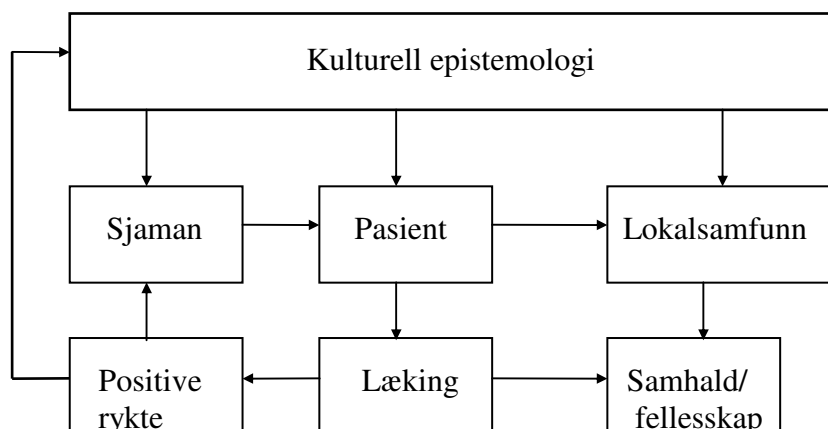 Kulturell epistemologi
Sjaman
Pasient
Lokalsamfunn
Positive
rykte
Læking
Samhald/
fellesskap